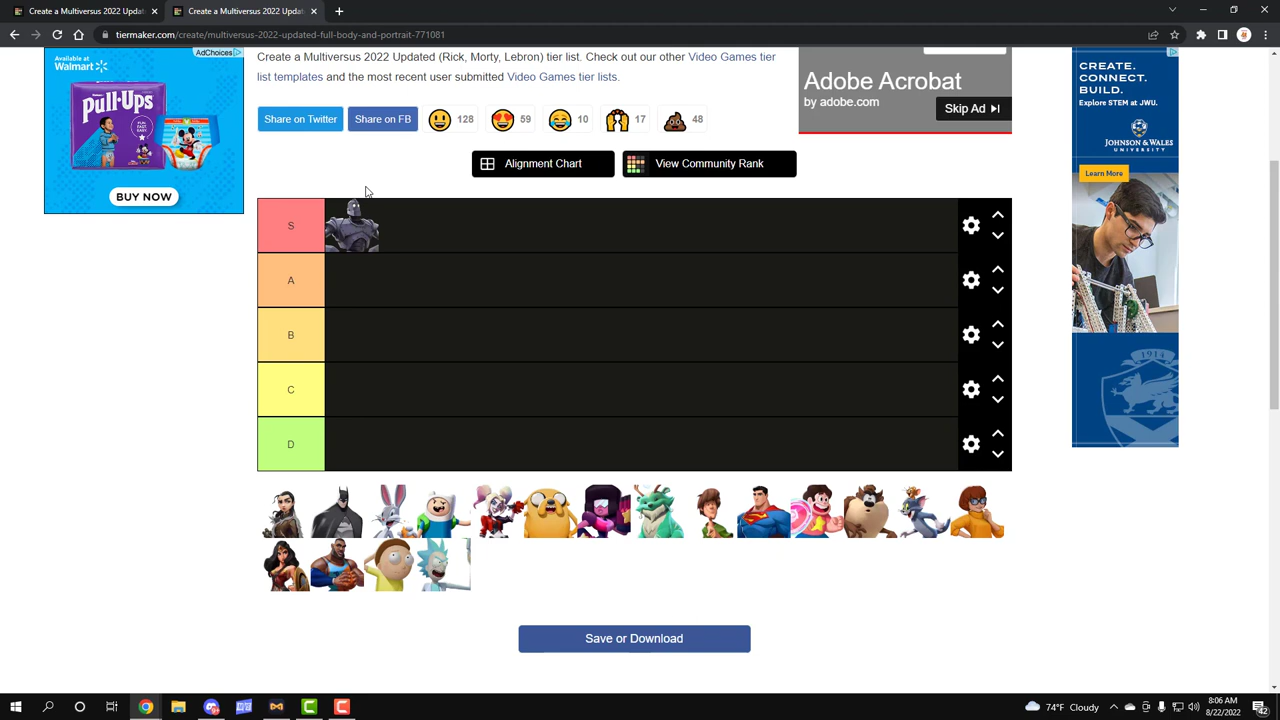 Create a Multiversus 2022 Updated
Create a Multiversus 2022 Updated
tiermaker.com/create/multiversus-2022-updated-full-body-and-portrait-771081
AdChoices
Available at
Walmart
PULL-UPS
BUY NOW
Create a Multiversus 2022 Updated (Rick, Morty, Lebron) tier list. Check out our other Video Games tier
list templates and the most recent user submitted Video Games tier lists.
Share on Twitter
Share on FB
128
59
10
17
48
Adobe Acrobat
by adobe.com
Skip Ad
Alignment Chart
View Community Rank
CREATE.
CONNECT.
BUILD.
Explore STEM at JWU.
JOHNSON & WALES
UNIVERSITY
Learn More
1914
S
A
B
C
D
Save or Download
74°F Cloudy
8:06 AM
8/22/2022
42